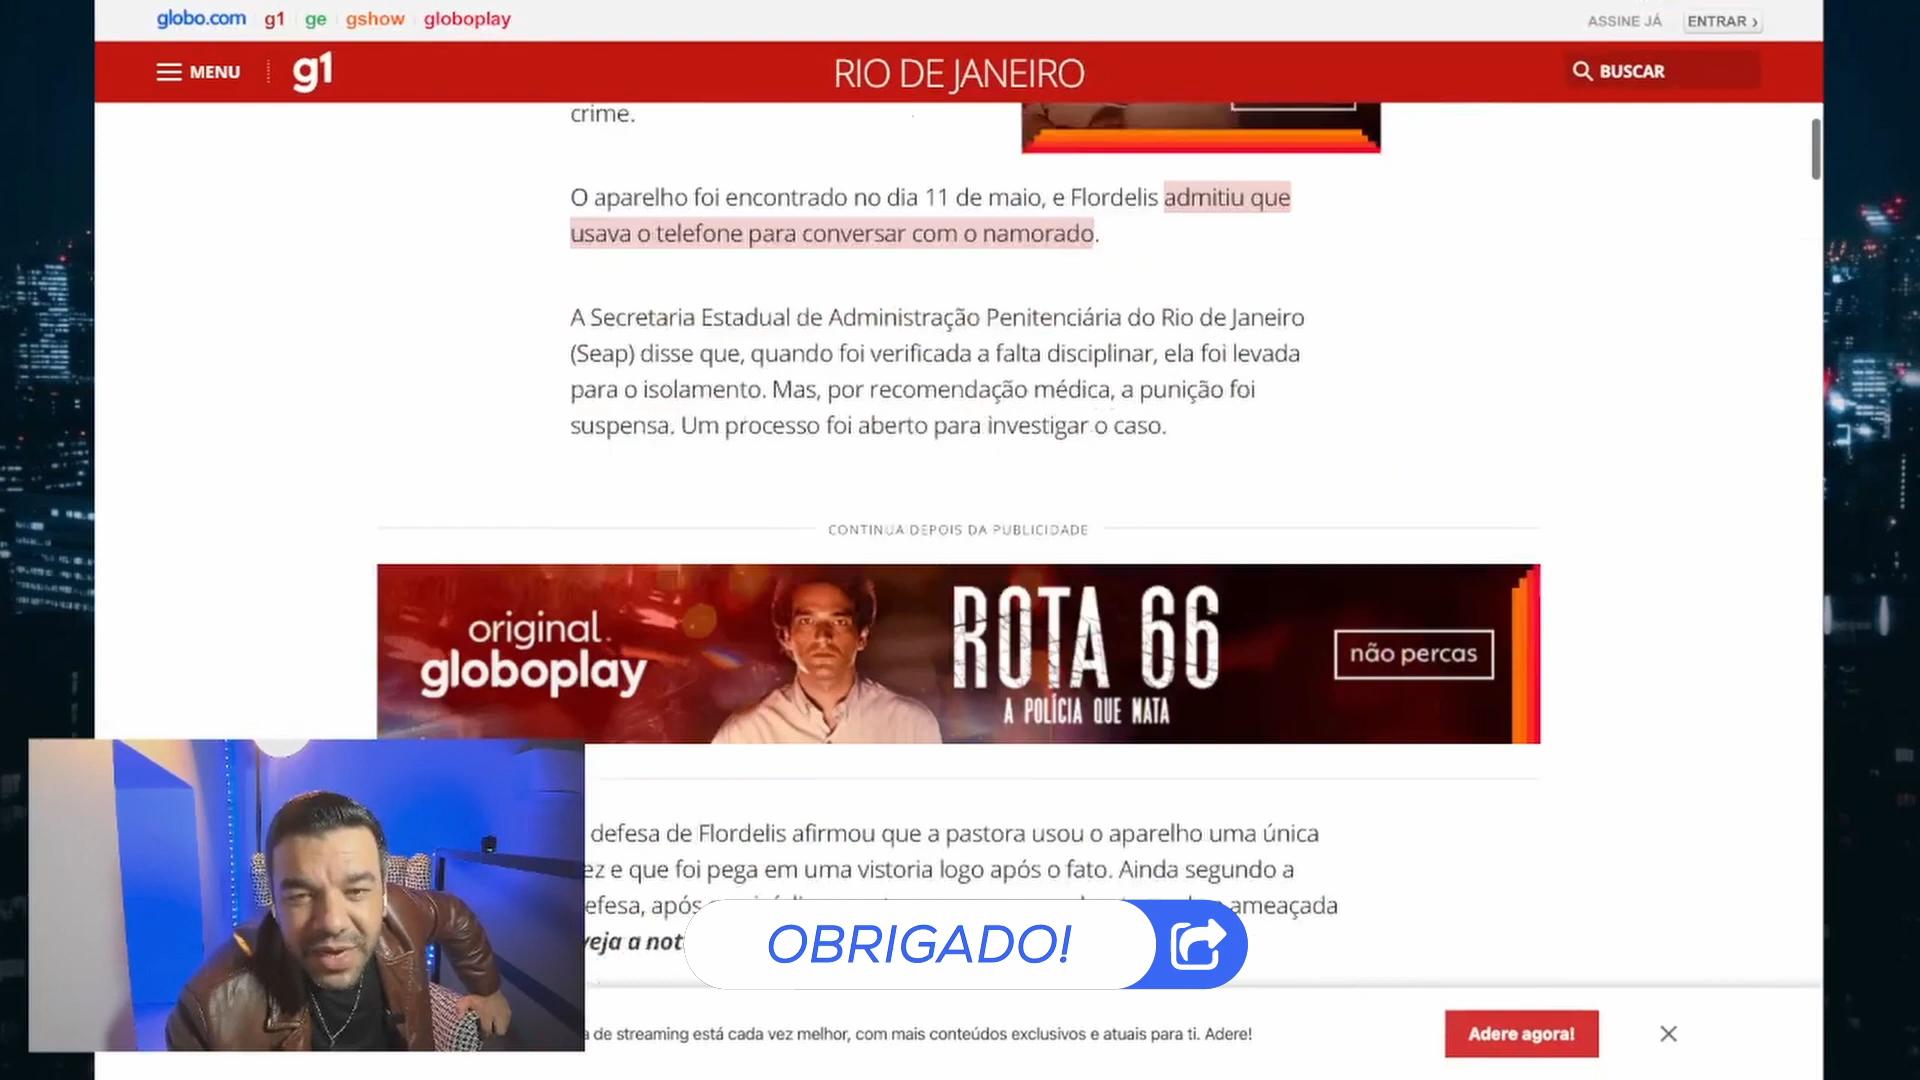 globo.com g1 ge gshow globoplay ASSINE JÁ ENTRAR ›
MENU g1 RIO DE JANEIRO BUSCAR
crime.
O aparelho foi encontrado no dia 11 de maio, e Flordelis admitiu que
usava o telefone para conversar com o namorado.
A Secretaria Estadual de Administração Penitenciária do Rio de Janeiro
(Seap) disse que, quando foi verificada a falta disciplinar, ela foi levada
para o isolamento. Mas, por recomendação médica, a punição foi
suspensa. Um processo foi aberto para investigar o caso.
CONTINUA DEPOIS DA PUBLICIDADE
original
globoplay
ROTA 66
A POLÍCIA QUE MATA
não percas
defesa de Flordelis afirmou que a pastora usou o aparelho uma única
ez e que foi pega em uma vistoria logo após o fato. Ainda segundo a
efesa, após ameaçada
veja a not
OBRIGADO!
de streaming está cada vez melhor, com mais conteúdos exclusivos e atuais para ti. Adere!
Adere agora!